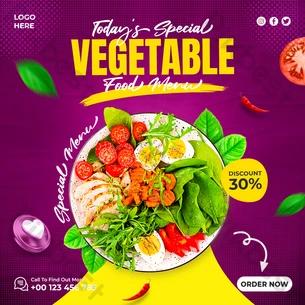 LOGO
HERE
Today's Special
VEGETABLE
Food Menu
Special Menu
DISCOUNT
30%
Call To Find Out More
+00 123 456 789
ORDER NOW